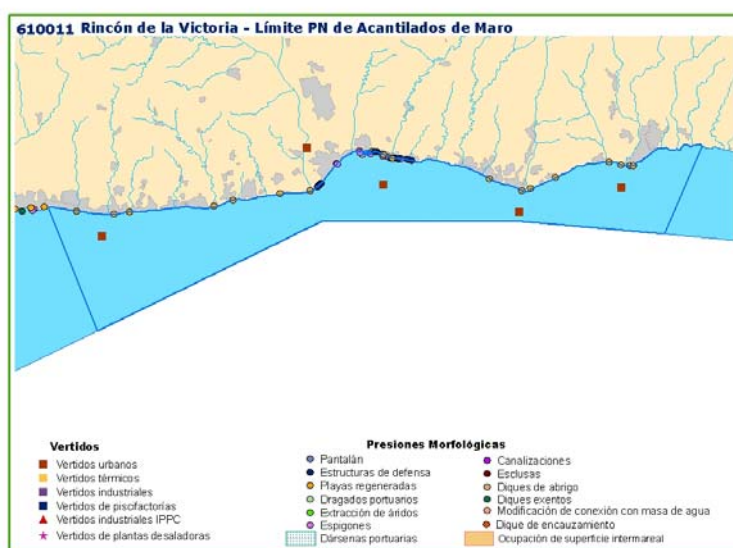 610011 Rincón de la Victoria - Límite PN de Acantilados de Maro
Vertidos
Vertidos urbanos
Vertidos térmicos
Vertidos industriales
Vertidos de piscifactorías
Vertidos industriales IPPC
Vertidos de plantas desaladoras
Presiones Morfológicas
Pantalán
Estructuras de defensa
Playas regeneradas
Dragados portuarios
Extracción de áridos
Espigones
Dársenas portuarias
Canalizaciones
Esclusas
Diques de abrigo
Diques exentos
Modificación de conexión con masa de agua
Dique de encauzamiento
Ocupación de superficie intermareal